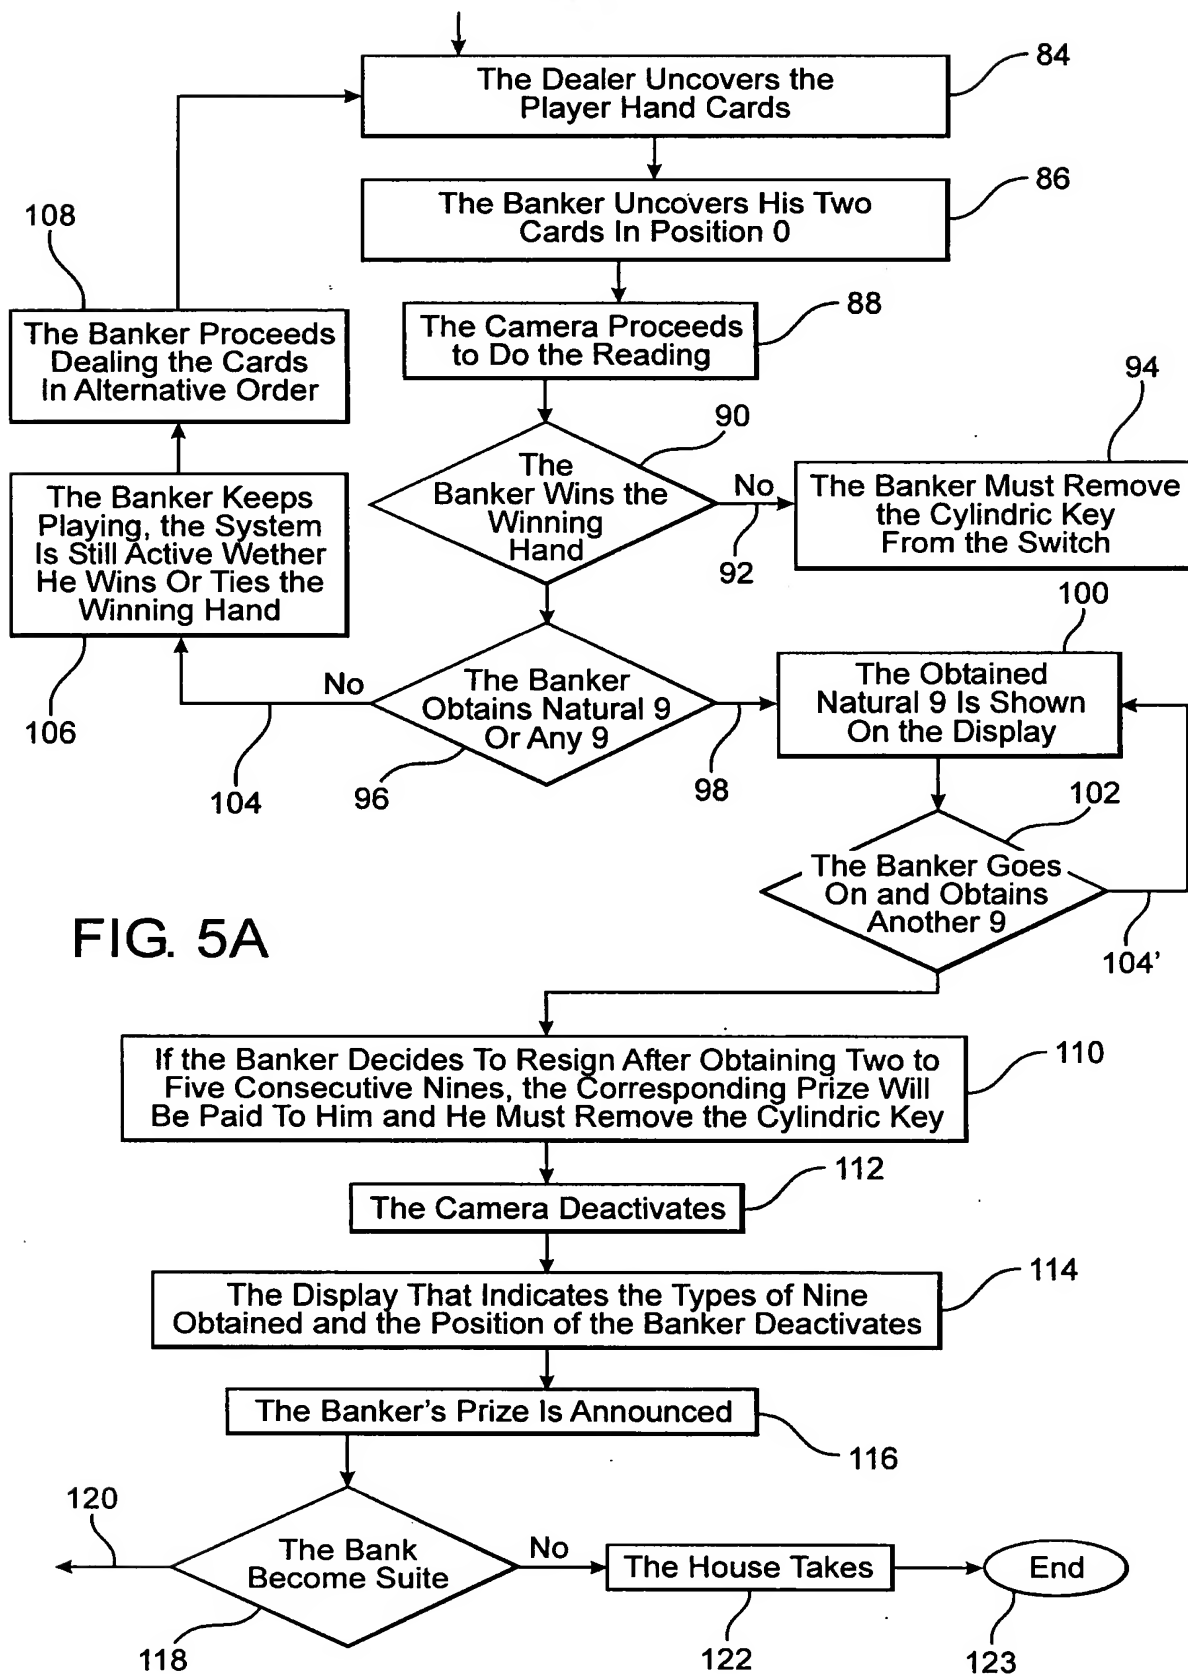 84
The Dealer Uncovers the
Player Hand Cards
86
The Banker Uncovers His Two
Cards In Position 0
108
88
The Camera Proceeds
to Do the Reading
The Banker Proceeds
Dealing the Cards
In Alternative Order
94
90
The
Banker Wins the
Winning
Hand
No
92
The Banker Must Remove
the Cylindric Key
From the Switch
The Banker Keeps
Playing, the System
Is Still Active Wether
He Wins Or Ties the
Winning Hand
100
No
The Banker
Obtains Natural 9
Or Any 9
The Obtained
Natural 9 Is Shown
On the Display
106
104
96
98
102
The Banker Goes
On and Obtains
Another 9
104'
FIG. 5A
If the Banker Decides To Resign After Obtaining Two to
Five Consecutive Nines, the Corresponding Prize Will
Be Paid To Him and He Must Remove the Cylindric Key
110
112
The Camera Deactivates
114
The Display That Indicates the Types of Nine
Obtained and the Position of the Banker Deactivates
The Banker's Prize Is Announced
116
120
The Bank
Become Suite
No
The House Takes
End
118
122
123